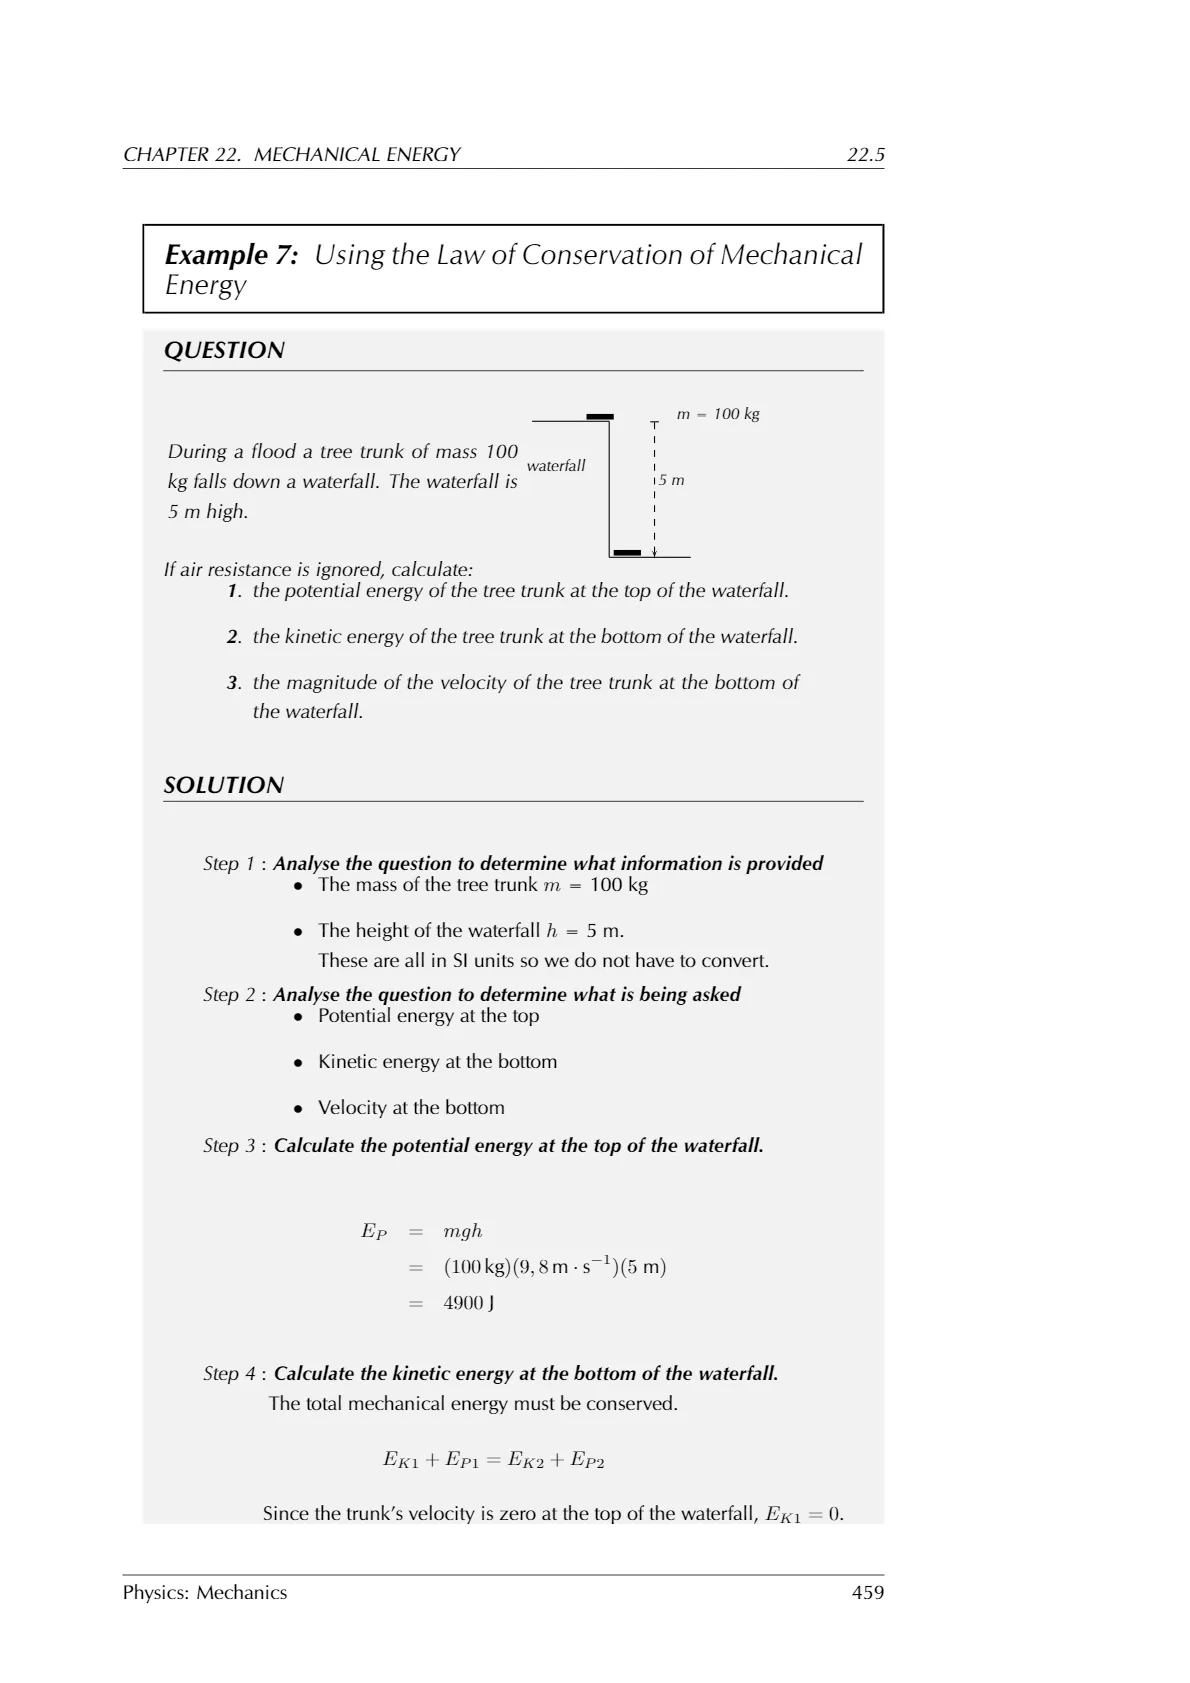 CHAPTER 22. MECHANICAL ENERGY 22.5
Example 7: Using the Law of Conservation of Mechanical
Energy
QUESTION
During a flood a tree trunk of mass 100
kg falls down a waterfall. The waterfall is
5 m high.
m = 100 kg
waterfall
5 m
If air resistance is ignored, calculate:
1. the potential energy of the tree trunk at the top of the waterfall.
2. the kinetic energy of the tree trunk at the bottom of the waterfall.
3. the magnitude of the velocity of the tree trunk at the bottom of
the waterfall.
SOLUTION
Step 1 : Analyse the question to determine what information is provided
• The mass of the tree trunk m = 100 kg
• The height of the waterfall h = 5 m.
These are all in SI units so we do not have to convert.
Step 2 : Analyse the question to determine what is being asked
• Potential energy at the top
• Kinetic energy at the bottom
• Velocity at the bottom
Step 3 : Calculate the potential energy at the top of the waterfall.
E_P = mgh
= (100 kg)(9, 8 m · s⁻¹)(5 m)
= 4900 J
Step 4 : Calculate the kinetic energy at the bottom of the waterfall.
The total mechanical energy must be conserved.
E_{K1} + E_{P1} = E_{K2} + E_{P2}
Since the trunk's velocity is zero at the top of the waterfall, E_{K1} = 0.
Physics: Mechanics 459